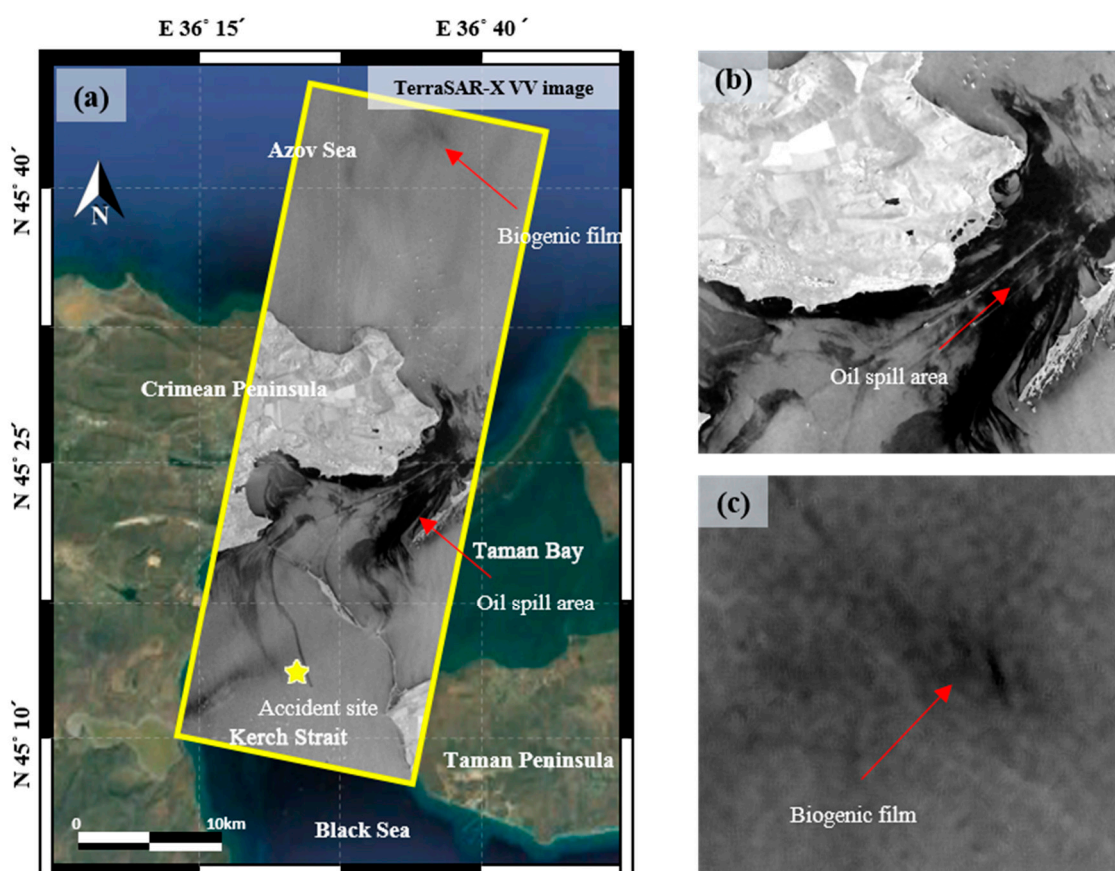 E 36° 15´ E 36° 40 ´
(a)
TerraSAR-X VV image
Azov Sea
N
Biogenic film
Crimean Peninsula
Taman Bay
Oil spill area
Accident site
Kerch Strait
Taman Peninsula
0 10km
Black Sea
N 45° 40´
N 45° 25´
N 45° 10´
(b)
Oil spill area
(c)
Biogenic film